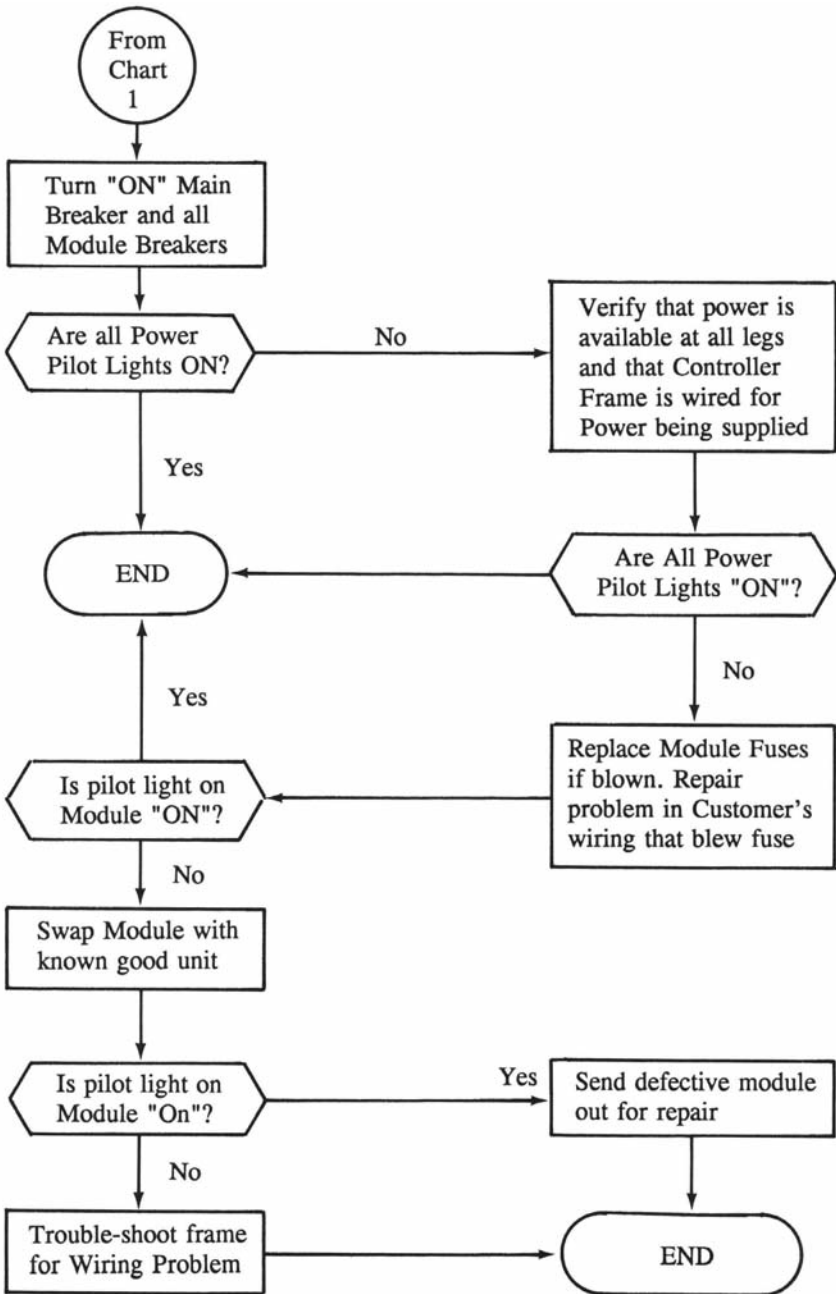 From
Chart
1
Turn "ON" Main
Breaker and all
Module Breakers
Are all Power
Pilot Lights ON?
No
Verify that power is
available at all legs
and that Controller
Frame is wired for
Power being supplied
Yes
END
Are All Power
Pilot Lights "ON"?
No
Yes
Replace Module Fuses
if blown. Repair
problem in Customer's
wiring that blew fuse
Is pilot light on
Module "ON"?
No
Swap Module with
known good unit
Is pilot light on
Module "On"?
Yes
Send defective module
out for repair
No
Trouble-shoot frame
for Wiring Problem
END